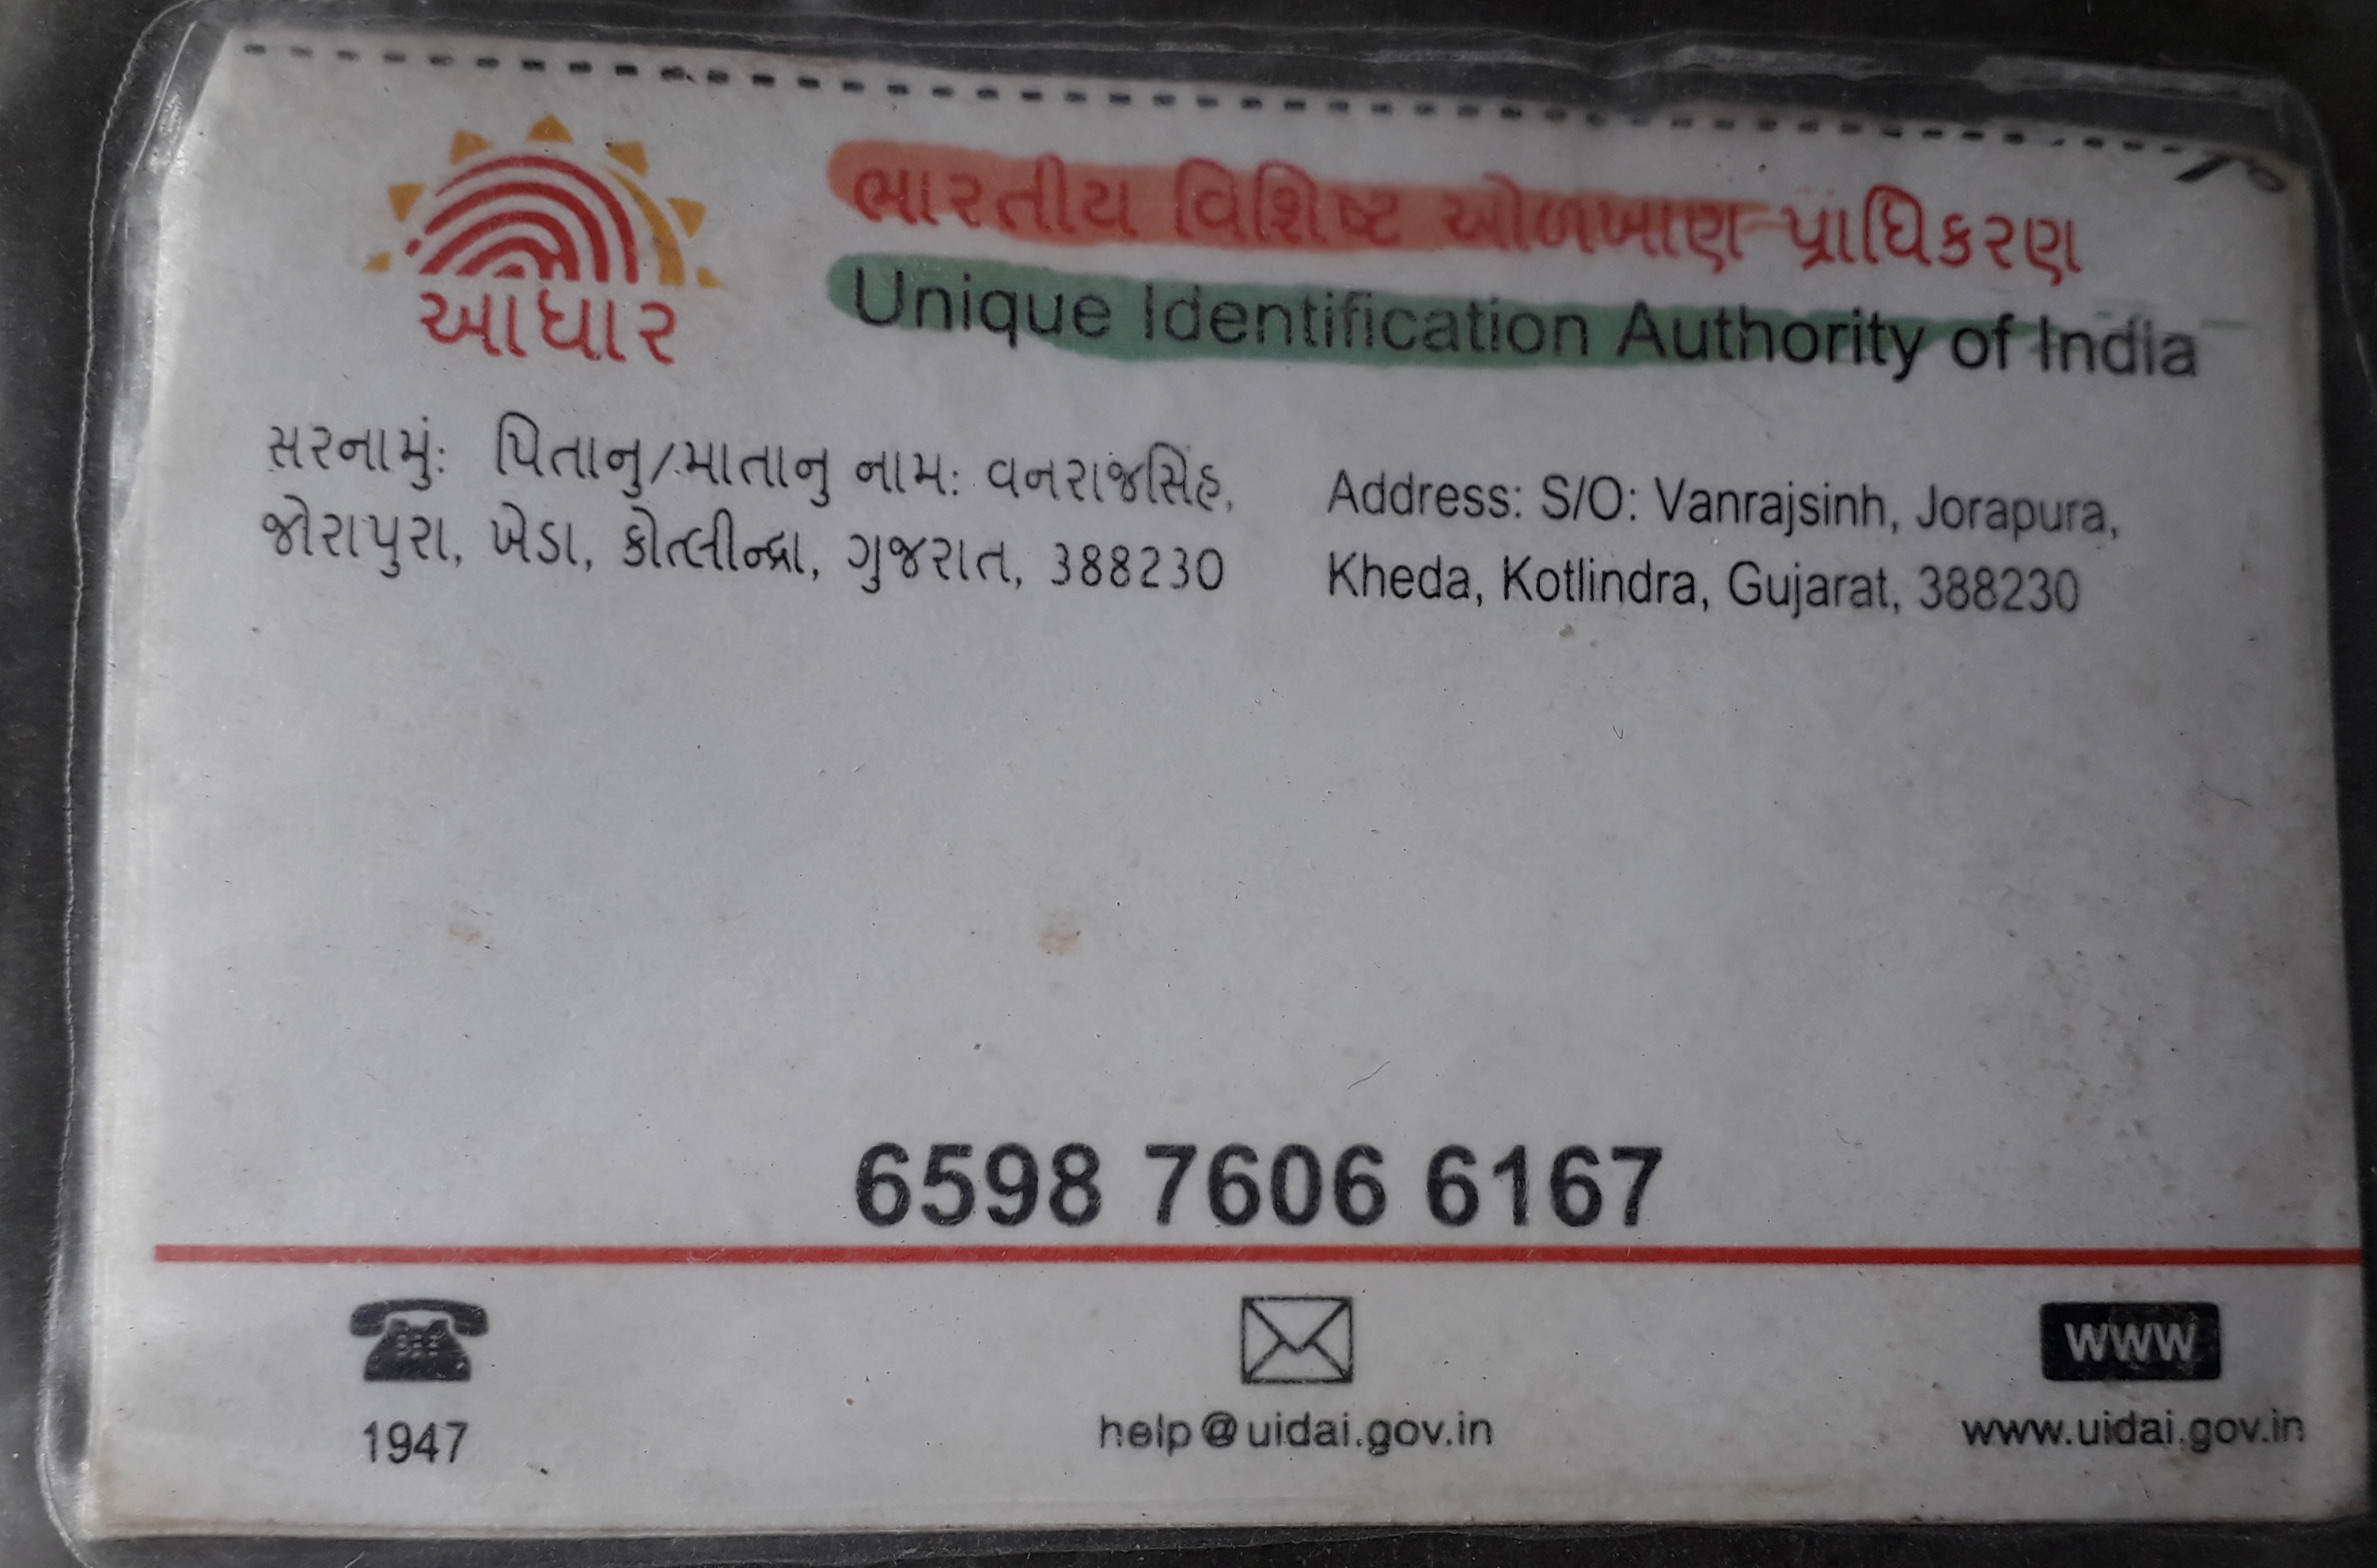 આધાર
ભારતીય વિશિષ્ટ ઓળખાણ પ્રાધિકરણ
Unique Identification Authority of India
સરનામું: પિતાનુ/માતાનુ નામ: વનરાજસિંહ,
જોરાપુરા, ખેડા, કોત્લીન્દ્રા, ગુજરાત, 388230
Address: S/O: Vanrajsinh, Jorapura,
Kheda, Kotlindra, Gujarat, 388230
6598 7606 6167
1947
help@uidai.gov.in
WWW
www.uidai.gov.in